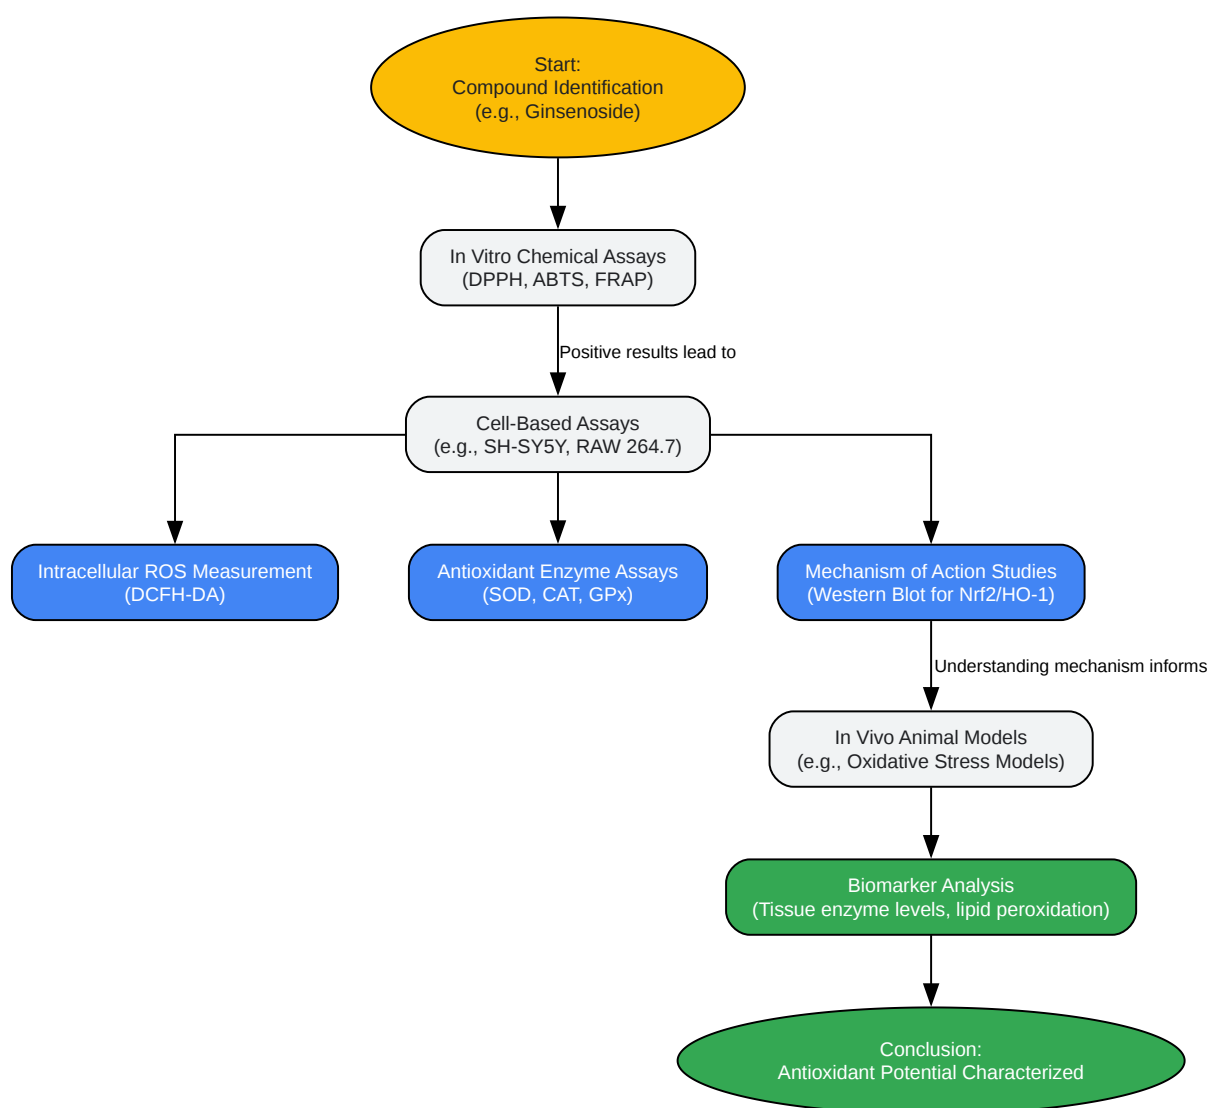 Start:
Compound Identification
(e.g., Ginsenoside)
In Vitro Chemical Assays
(DPPH, ABTS, FRAP)
Positive results lead to
Cell-Based Assays
(e.g., SH-SY5Y, RAW 264.7)
Intracellular ROS Measurement
(DCFH-DA)
Antioxidant Enzyme Assays
(SOD, CAT, GPx)
Mechanism of Action Studies
(Western Blot for Nrf2/HO-1)
Understanding mechanism informs
In Vivo Animal Models
(e.g., Oxidative Stress Models)
Biomarker Analysis
(Tissue enzyme levels, lipid peroxidation)
Conclusion:
Antioxidant Potential Characterized